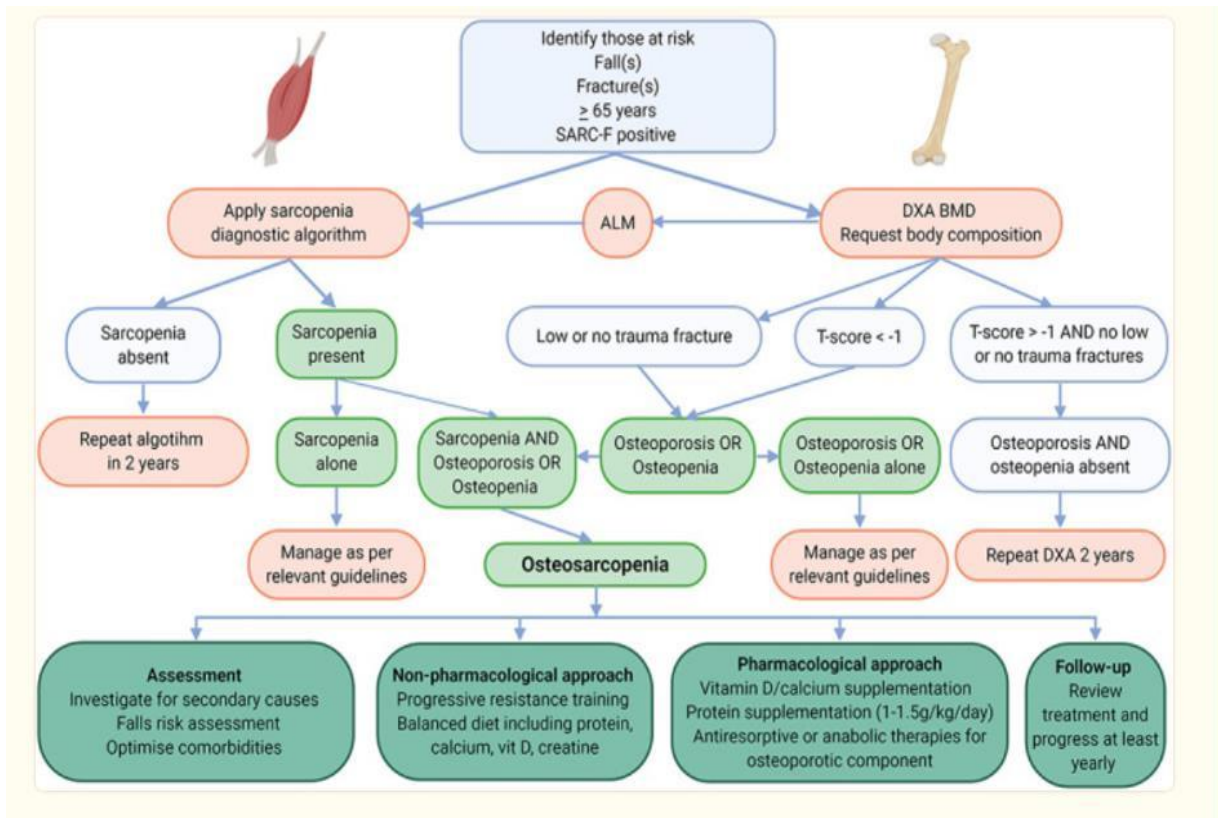 Identify those at risk
Fall(s)
Fracture(s)
≥ 65 years
SARC-F positive
Apply sarcopenia
diagnostic algorithm
ALM
DXA BMD
Request body composition
Sarcopenia
absent
Sarcopenia
present
Low or no trauma fracture
T-score < -1
T-score > -1 AND no low
or no trauma fractures
Repeat algotihm
in 2 years
Sarcopenia
alone
Sarcopenia AND
Osteoporosis OR
Osteopenia
Osteoporosis OR
Osteopenia
Osteoporosis OR
Osteopenia alone
Osteoporosis AND
osteopenia absent
Manage as per
relevant guidelines
Osteosarcopenia
Manage as per
relevant guidelines
Repeat DXA 2 years
Assessment
Investigate for secondary causes
Falls risk assessment
Optimise comorbidities
Non-pharmacological approach
Progressive resistance training
Balanced diet including protein,
calcium, vit D, creatine
Pharmacological approach
Vitamin D/calcium supplementation
Protein supplementation (1-1.5g/kg/day)
Antiresorptive or anabolic therapies for
osteoporotic component
Follow-up
Review
treatment and
progress at least
yearly